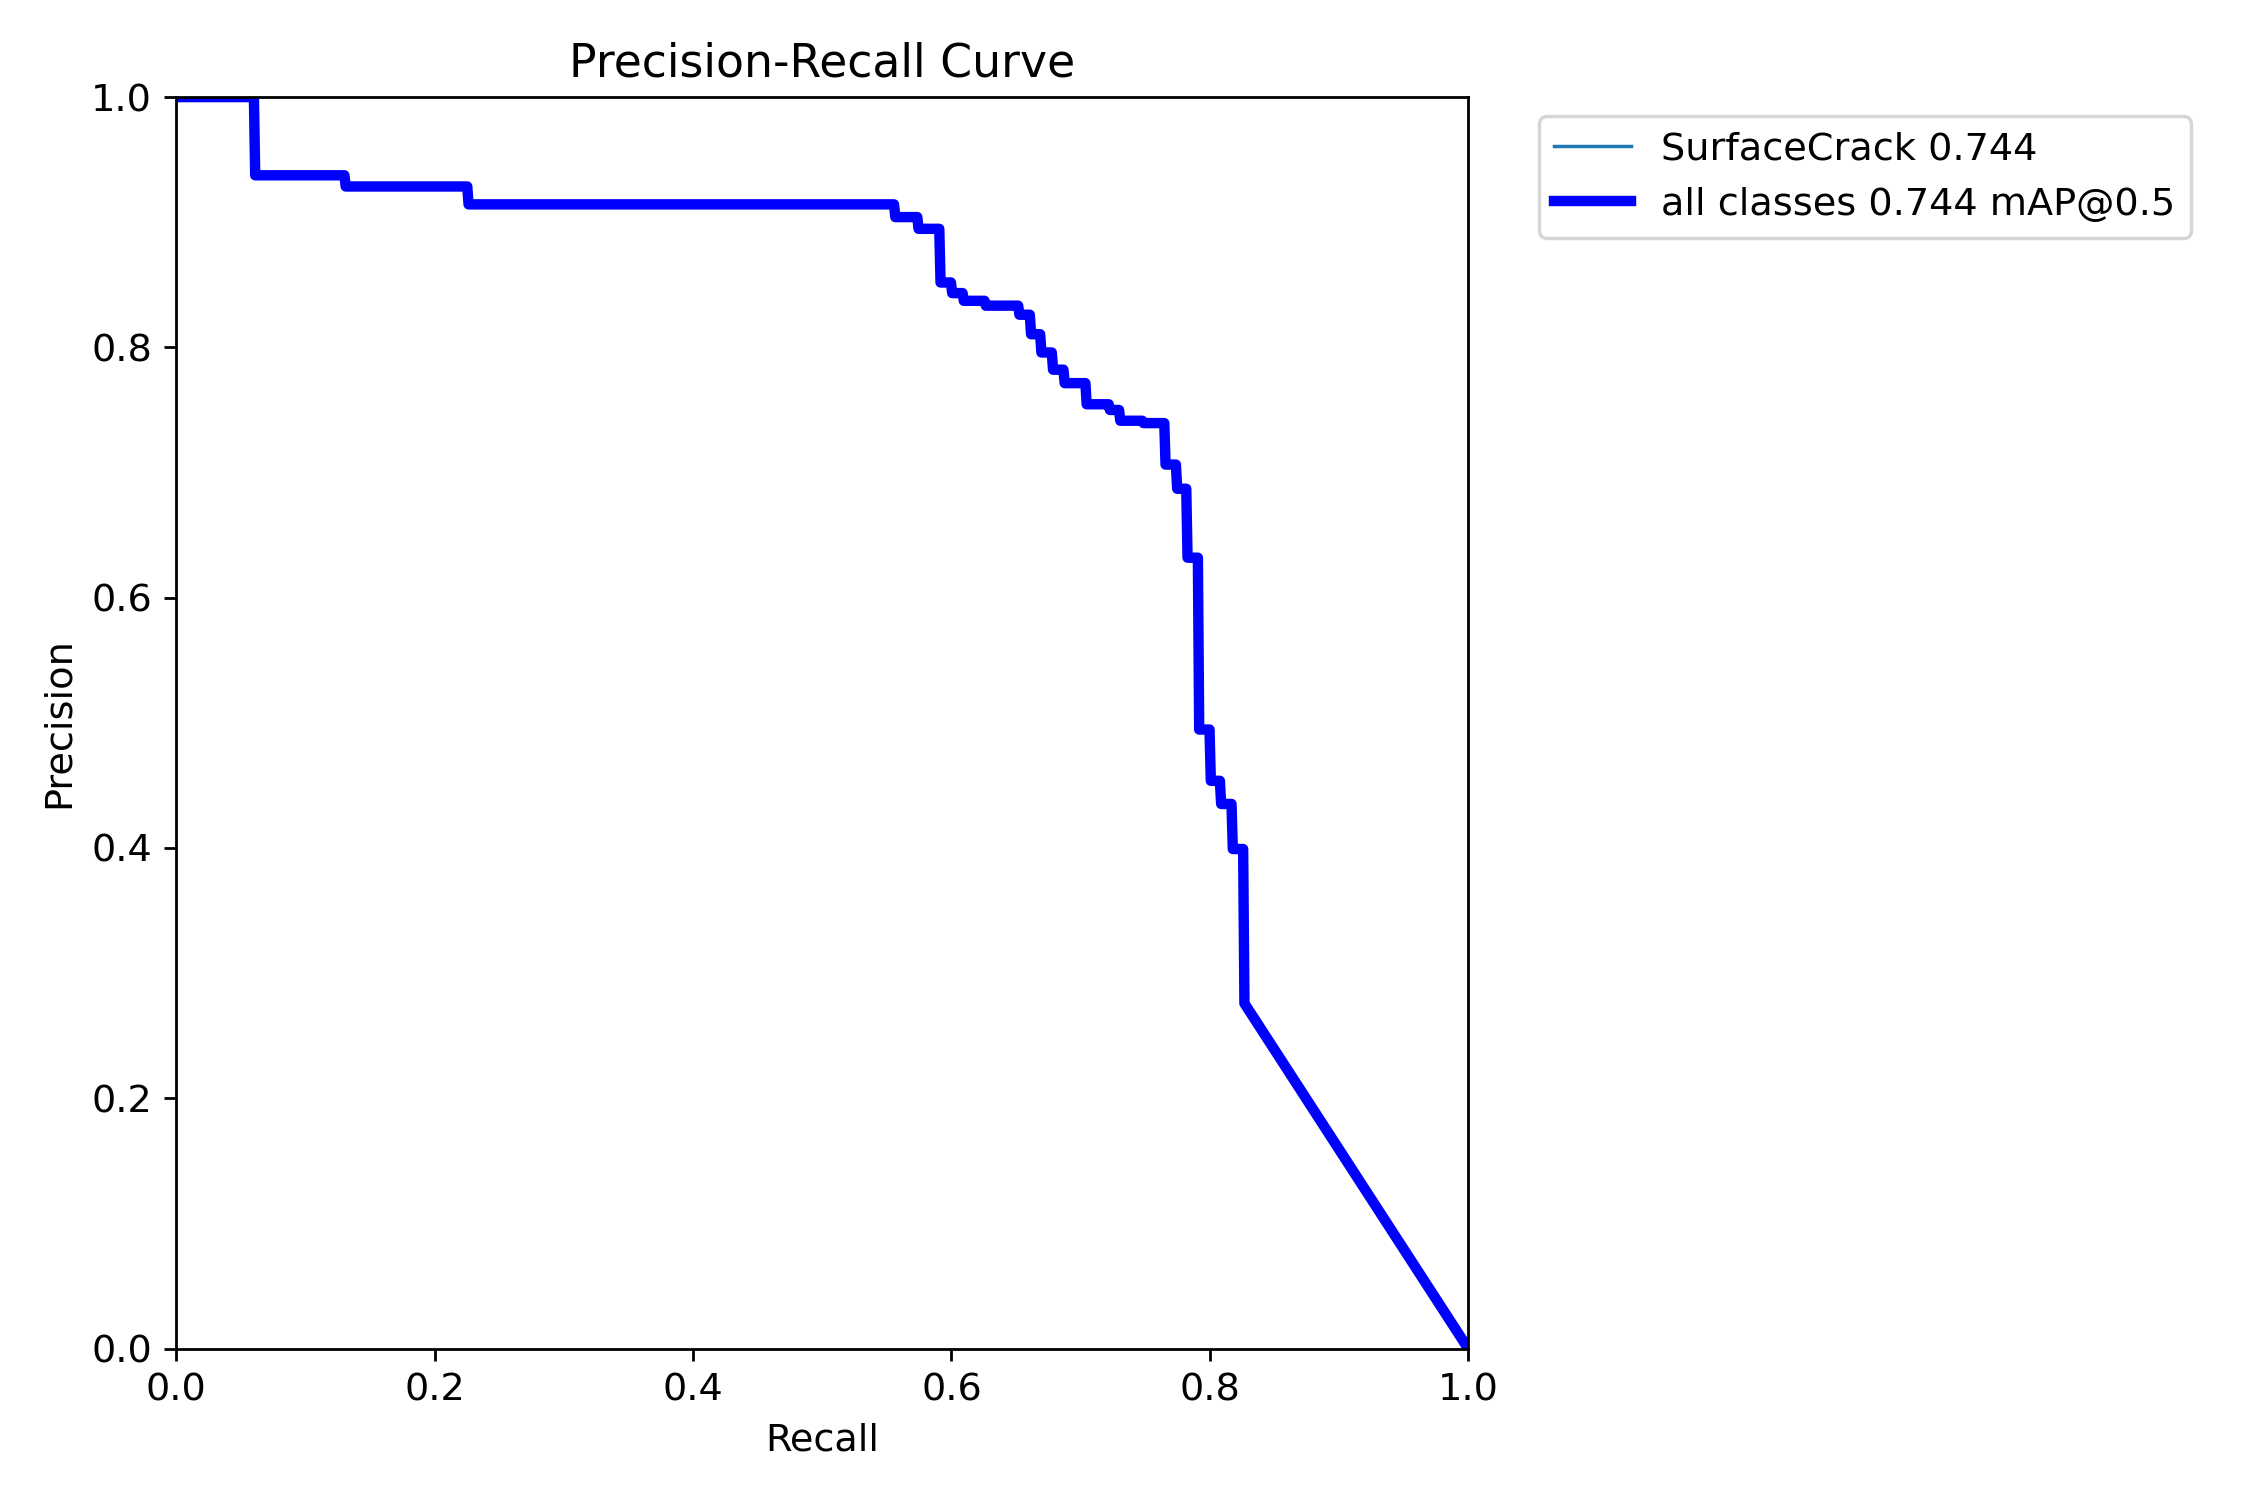 Precision-Recall Curve
1.0
0.8
0.6
0.4
0.2
0.0
Precision
0.0 0.2 0.4 0.6 0.8 1.0
Recall
SurfaceCrack 0.744
all classes 0.744 mAP@0.5